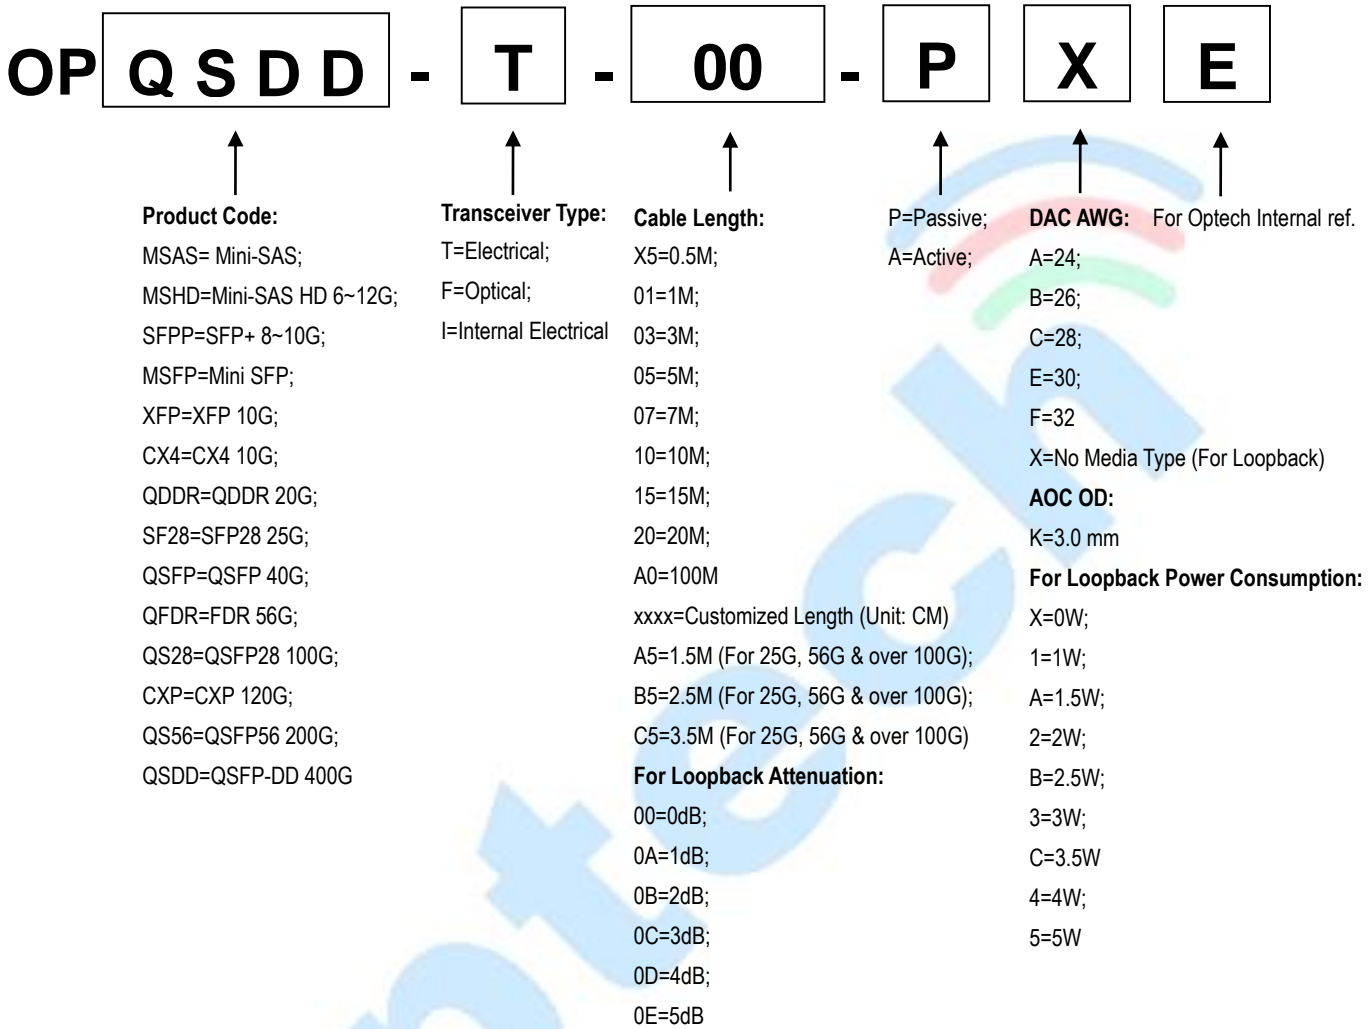 OP QSDD - T - 00 - P X E
Product Code:
MSAS= Mini-SAS;
MSHD=Mini-SAS HD 6~12G;
SFPP=SFP+ 8~10G;
MSFP=Mini SFP;
XFP=XFP 10G;
CX4=CX4 10G;
QDDR=QDDR 20G;
SF28=SFP28 25G;
QSFP=QSFP 40G;
QFDR=FDR 56G;
QS28=QSFP28 100G;
CXP=CXP 120G;
QS56=QSFP56 200G;
QSDD=QSFP-DD 400G
Transceiver Type:
T=Electrical;
F=Optical;
I=Internal Electrical
Cable Length:
X5=0.5M;
01=1M;
03=3M;
05=5M;
07=7M;
10=10M;
15=15M;
20=20M;
A0=100M
xxxx=Customized Length (Unit: CM)
A5=1.5M (For 25G, 56G & over 100G);
B5=2.5M (For 25G, 56G & over 100G);
C5=3.5M (For 25G, 56G & over 100G)
For Loopback Attenuation:
00=0dB;
0A=1dB;
0B=2dB;
0C=3dB;
0D=4dB;
0E=5dB
P=Passive;
A=Active;
DAC AWG:
A=24;
B=26;
C=28;
E=30;
F=32
X=No Media Type (For Loopback)
AOC OD:
K=3.0 mm
For Loopback Power Consumption:
X=0W;
1=1W;
A=1.5W;
2=2W;
B=2.5W;
3=3W;
C=3.5W
4=4W;
5=5W
For Optech Internal ref.
ptech